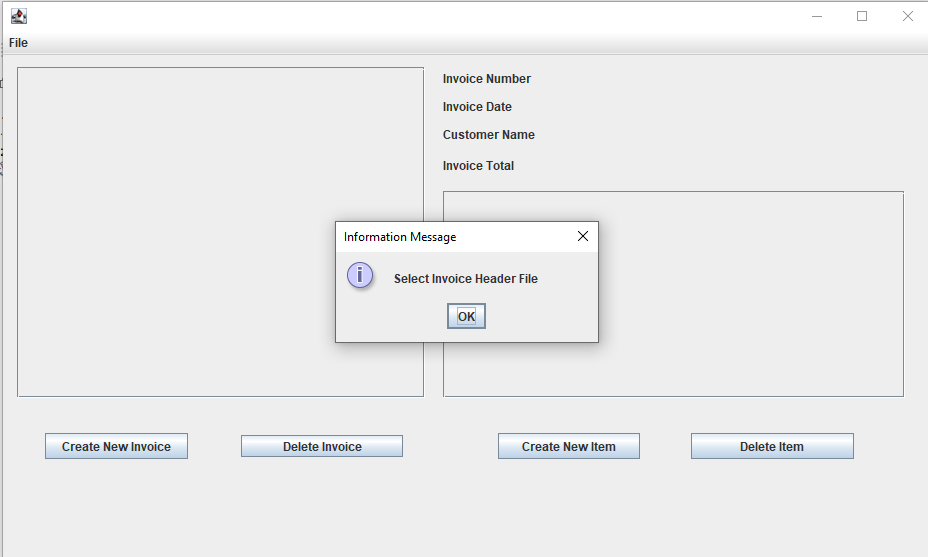 File
Invoice Number
Invoice Date
Customer Name
Invoice Total
Information Message
i
Select Invoice Header File
OK
Create New Invoice
Delete Invoice
Create New Item
Delete Item